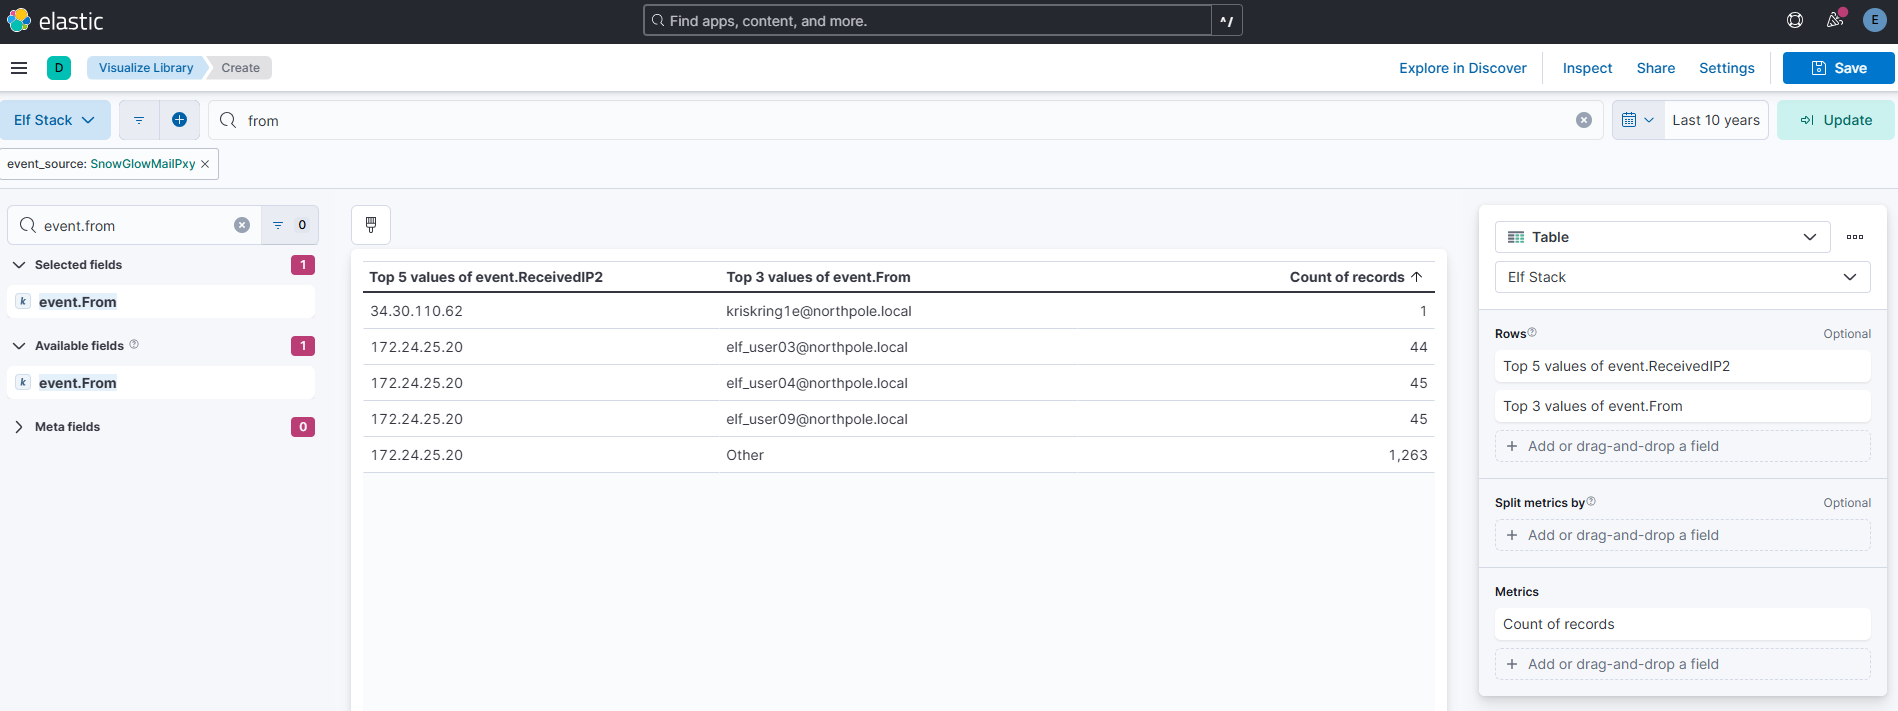 elastic
Find apps, content, and more.
^/
E
D
Visualize Library
Create
Explore in Discover
Inspect
Share
Settings
Save
Elf Stack
from
Last 10 years
Update
event_source: SnowGlowMailPxy ×
event.from
0
Selected fields
1
k event.From
Available fields
1
k event.From
Meta fields
0
Top 5 values of event.ReceivedIP2 Top 3 values of event.From Count of records ↑
34.30.110.62 kriskring1e@northpole.local 1
172.24.25.20 elf_user03@northpole.local 44
172.24.25.20 elf_user04@northpole.local 45
172.24.25.20 elf_user09@northpole.local 45
172.24.25.20 Other 1,263
Table
Elf Stack
Rows Optional
Top 5 values of event.ReceivedIP2
Top 3 values of event.From
+ Add or drag-and-drop a field
Split metrics by Optional
+ Add or drag-and-drop a field
Metrics
Count of records
+ Add or drag-and-drop a field